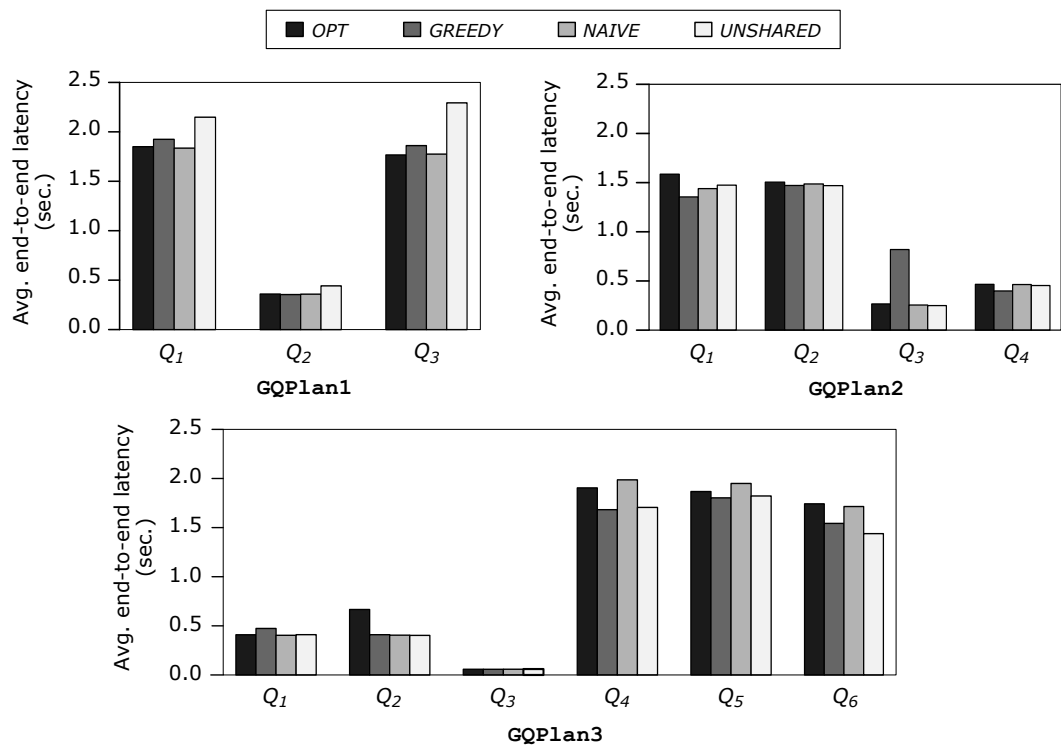 OPT GREEDY NAIVE UNSHARED
Avg. end-to-end latency
(sec.)
2.5
2.0
1.5
1.0
0.5
0.0
Q1 Q2 Q3
GQPlan1
Avg. end-to-end latency
(sec.)
2.5
2.0
1.5
1.0
0.5
0.0
Q1 Q2 Q3 Q4
GQPlan2
Avg. end-to-end latency
(sec.)
2.5
2.0
1.5
1.0
0.5
0.0
Q1 Q2 Q3 Q4 Q5 Q6
GQPlan3